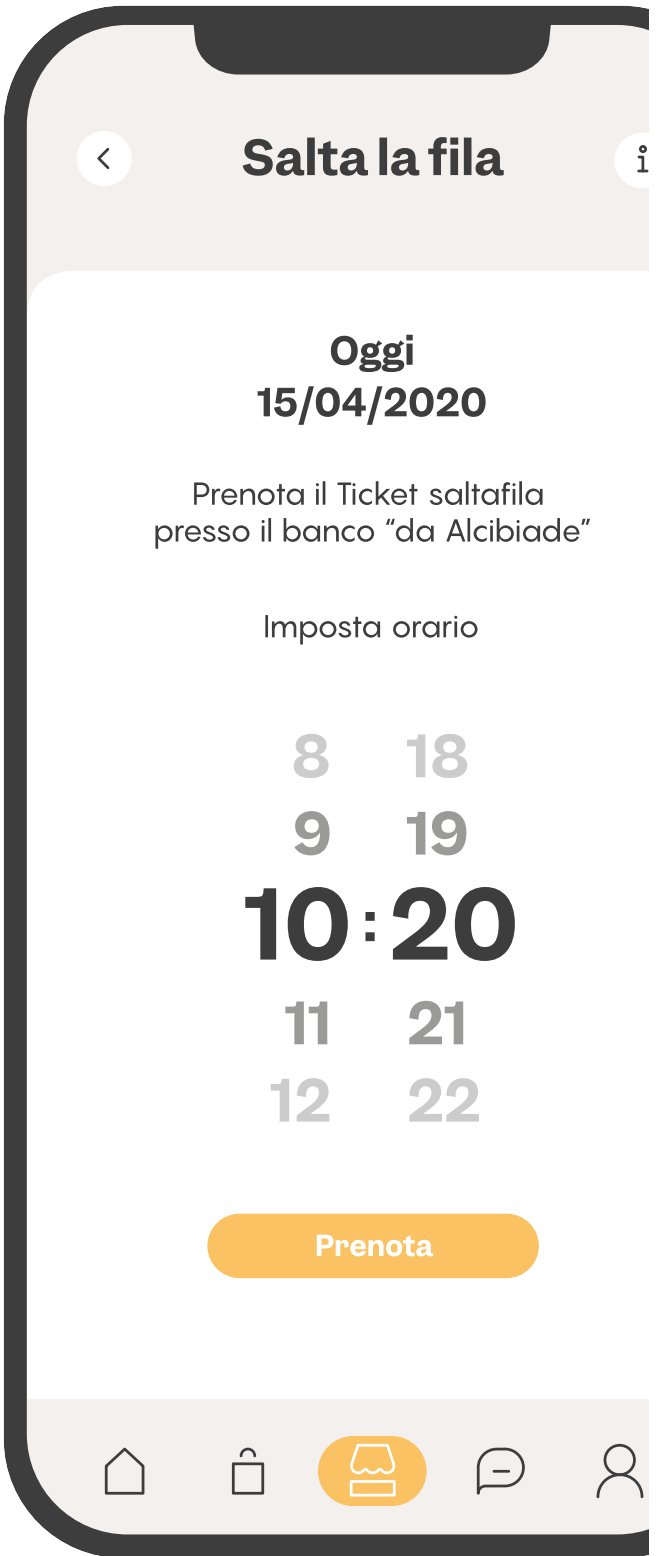 Salta la fila
i
Oggi
15/04/2020
Prenota il Ticket saltafila
presso il banco “da Alcibiade”
Imposta orario
8 18
9 19
10 : 20
11 21
12 22
Prenota